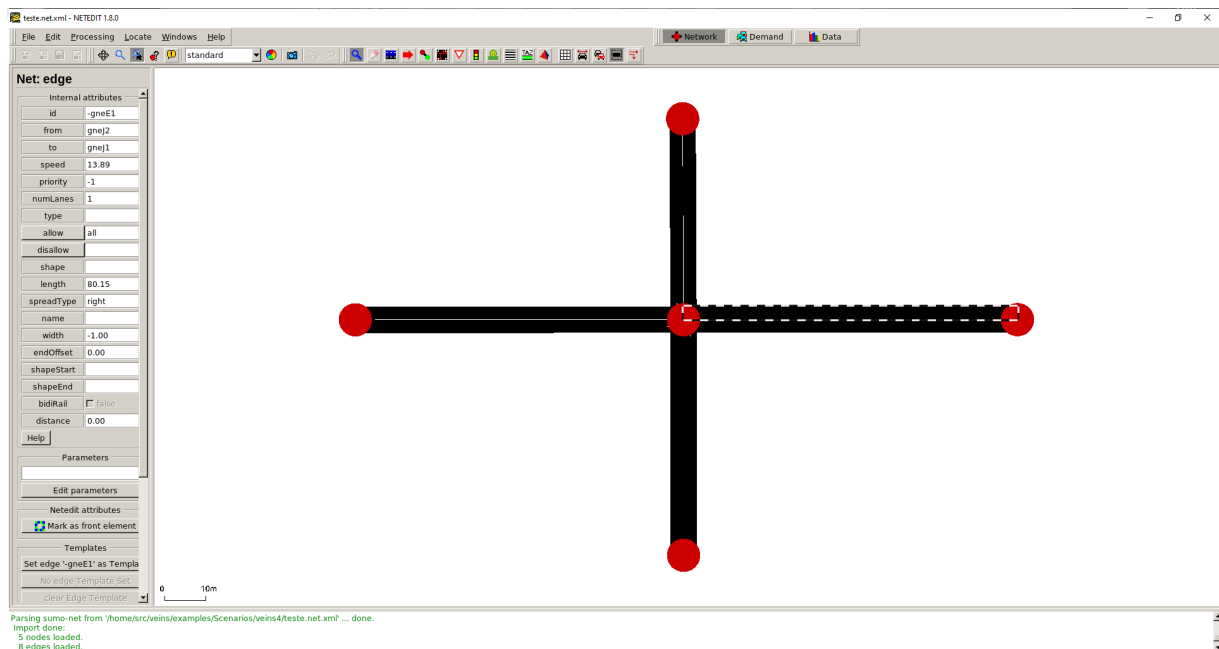 teste.net.xml - NETEDIT 1.8.0
File Edit Processing Locate Windows Help
Network Demand Data
standard
Net: edge
Internal attributes
id -gneE1
from gneJ2
to gneJ1
speed 13.89
priority -1
numLanes 1
type
allow all
disallow
shape
length 80.15
spreadType right
name
width -1.00
endOffset 0.00
shapeStart
shapeEnd
bidiRail false
distance 0.00
Help
Parameters
Edit parameters
Netedit attributes
Mark as front element
Templates
Set edge '-gneE1' as Templa
No edge Template Set
clear Edge Template
0 10m
Parsing sumo-net from '/home/src/veins/examples/Scenarios/veins4/teste.net.xml' ... done.
Import done:
5 nodes loaded.
8 edges loaded.